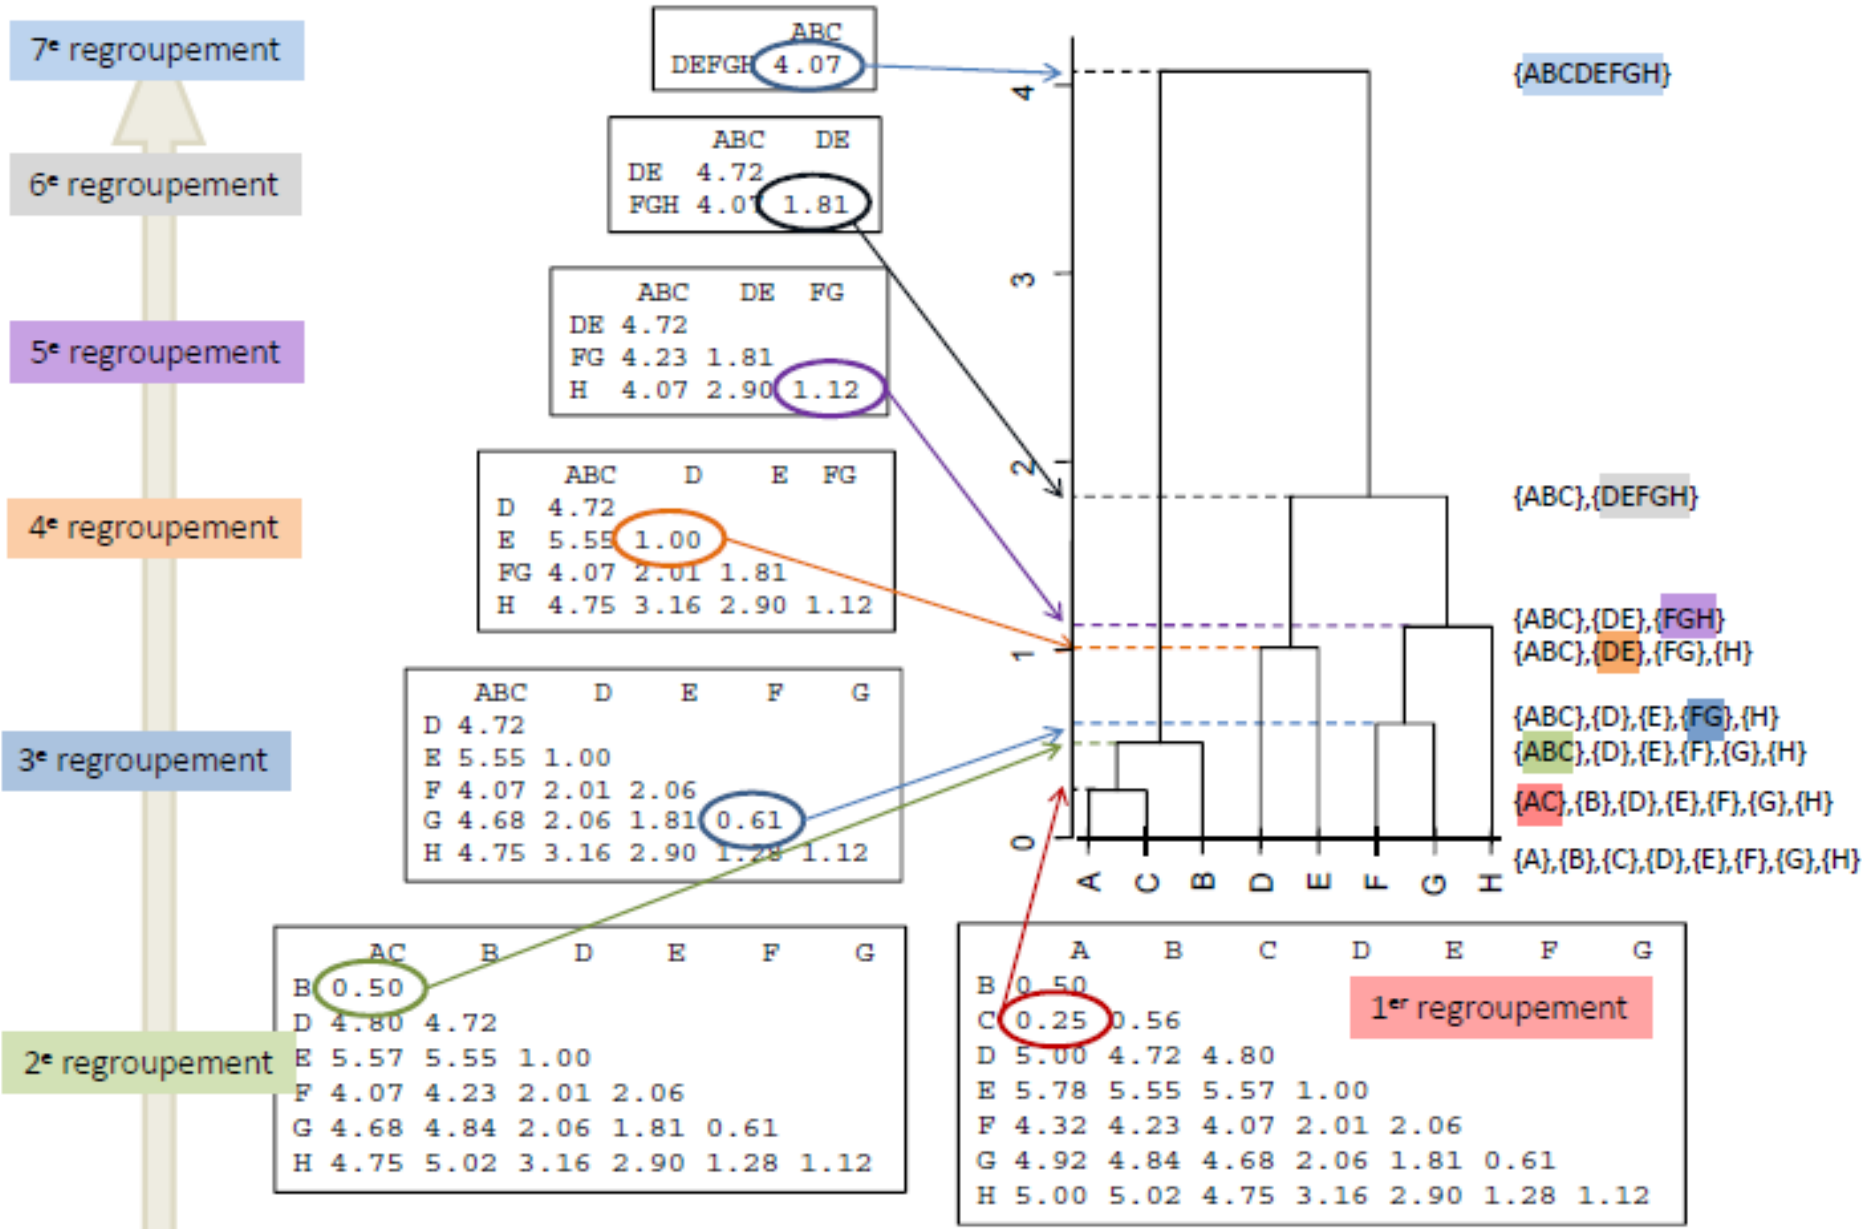 7e regroupement
6e regroupement
5e regroupement
4e regroupement
3e regroupement
2e regroupement
ABC
DEFGH 4.07
ABC DE
DE 4.72
FGH 4.07 1.81
ABC DE FG
DE 4.72
FG 4.23 1.81
H 4.07 2.90 1.12
ABC D E FG
D 4.72
E 5.55 1.00
FG 4.07 2.01 1.81
H 4.75 3.16 2.90 1.12
ABC D E F G
D 4.72
E 5.55 1.00
F 4.07 2.01 2.06
G 4.68 2.06 1.81 0.61
H 4.75 3.16 2.90 1.28 1.12
AC B D E F G
B 0.50
D 4.80 4.72
E 5.57 5.55 1.00
F 4.07 4.23 2.01 2.06
G 4.68 4.84 2.06 1.81 0.61
H 4.75 5.02 3.16 2.90 1.28 1.12
4
3
2
1
0
A C B D E F G H
{ABCDEFGH}
{ABC},{DEFGH}
{ABC},{DE},{FGH}
{ABC},{DE},{FG},{H}
{ABC},{D},{E},{FG},{H}
{ABC},{D},{E},{F},{G},{H}
{AC},{B},{D},{E},{F},{G},{H}
{A},{B},{C},{D},{E},{F},{G},{H}
A B C D E F G
B 0.50
C 0.25 0.56
D 5.00 4.72 4.80
E 5.78 5.55 5.57 1.00
F 4.32 4.23 4.07 2.01 2.06
G 4.92 4.84 4.68 2.06 1.81 0.61
H 5.00 5.02 4.75 3.16 2.90 1.28 1.12
1er regroupement